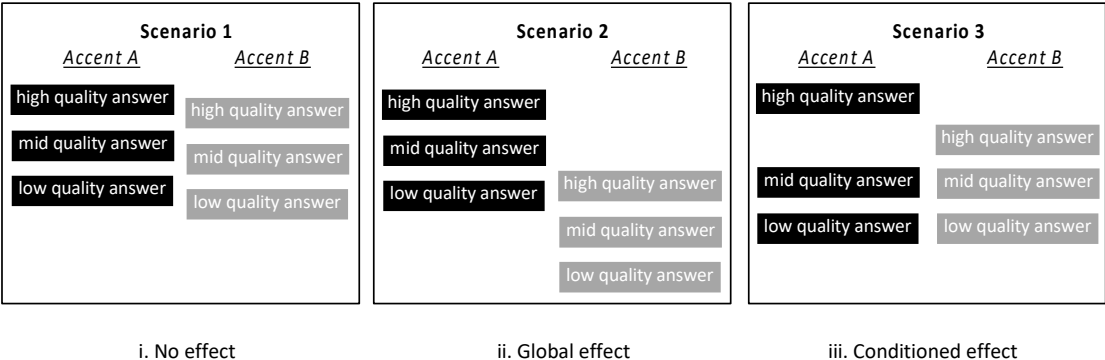 Scenario 1
Accent A Accent B
high quality answer
high quality answer
mid quality answer
mid quality answer
low quality answer
low quality answer
i. No effect
Scenario 2
Accent A Accent B
high quality answer
mid quality answer
high quality answer
low quality answer
mid quality answer
low quality answer
ii. Global effect
Scenario 3
Accent A Accent B
high quality answer
high quality answer
mid quality answer mid quality answer
low quality answer low quality answer
iii. Conditioned effect